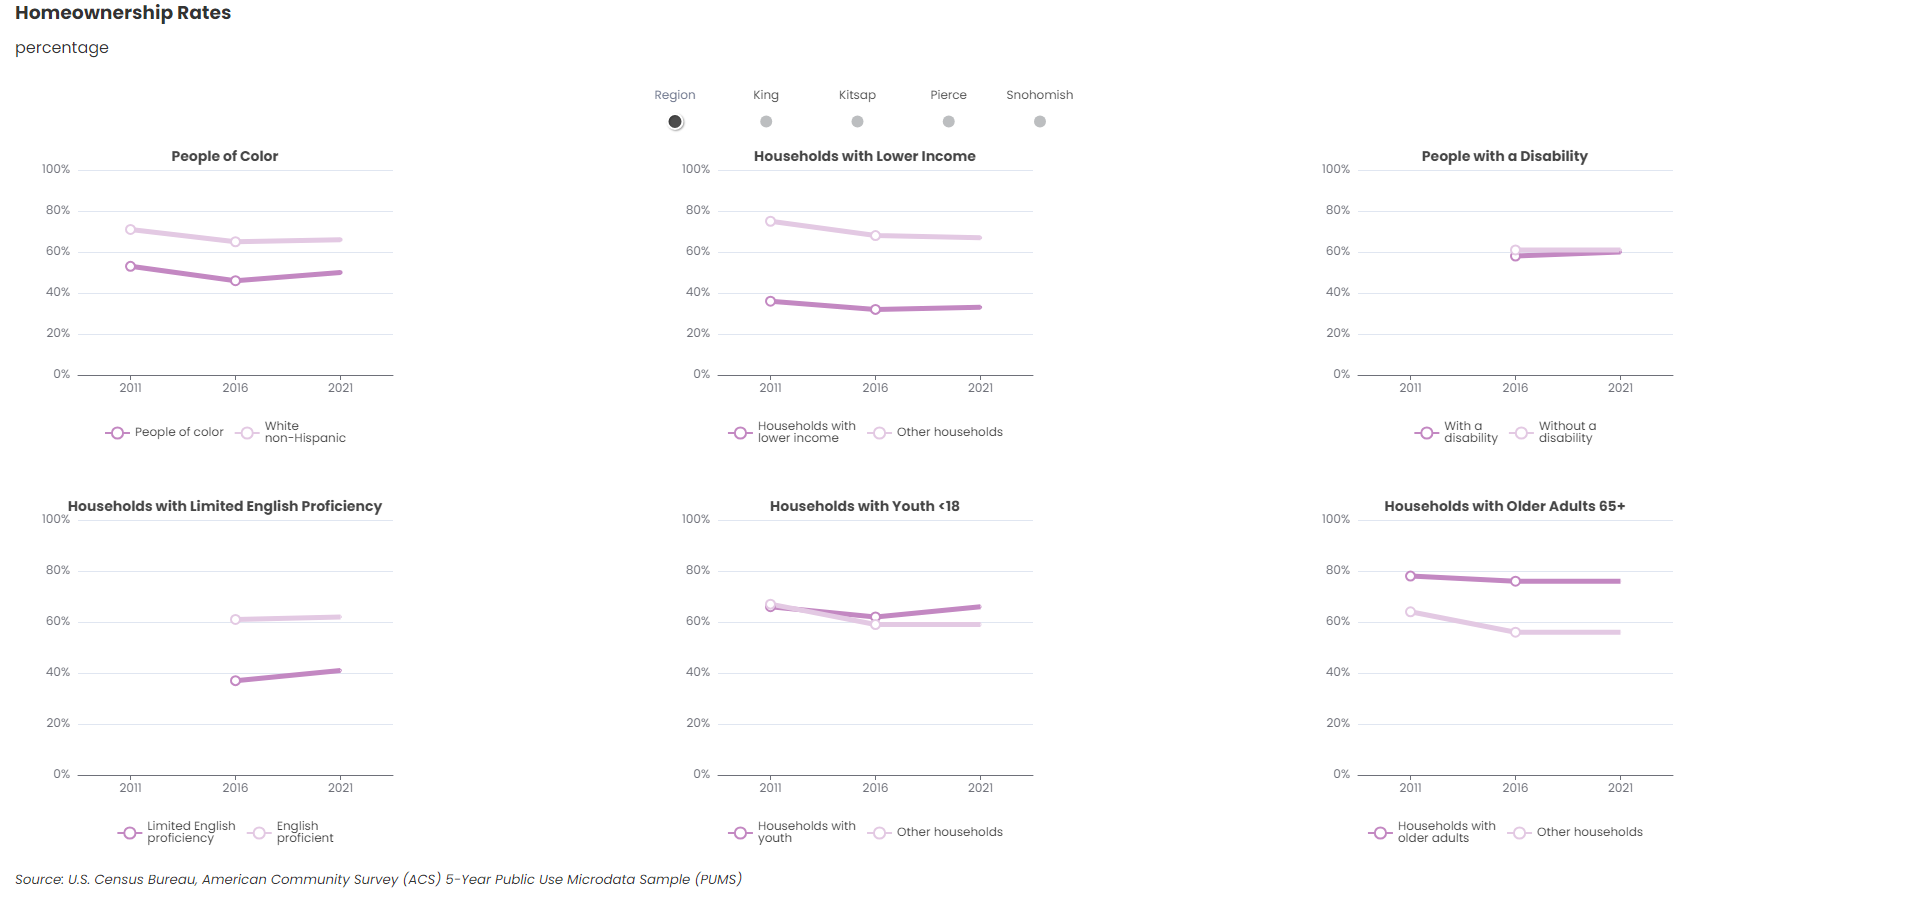 Homeownership Rates
percentage
Region King Kitsap Pierce Snohomish
People of Color
100%
80%
60%
40%
20%
0%
2011 2016 2021
People of color White
non-Hispanic
Households with Lower Income
100%
80%
60%
40%
20%
0%
2011 2016 2021
Households with
lower income Other households
People with a Disability
100%
80%
60%
40%
20%
0%
2011 2016 2021
With a
disability Without a
disability
Households with Limited English Proficiency
100%
80%
60%
40%
20%
0%
2011 2016 2021
Limited English
proficiency English
proficient
Households with Youth <18
100%
80%
60%
40%
20%
0%
2011 2016 2021
Households with
youth Other households
Households with Older Adults 65+
100%
80%
60%
40%
20%
0%
2011 2016 2021
Households with
older adults Other households
Source: U.S. Census Bureau, American Community Survey (ACS) 5-Year Public Use Microdata Sample (PUMS)